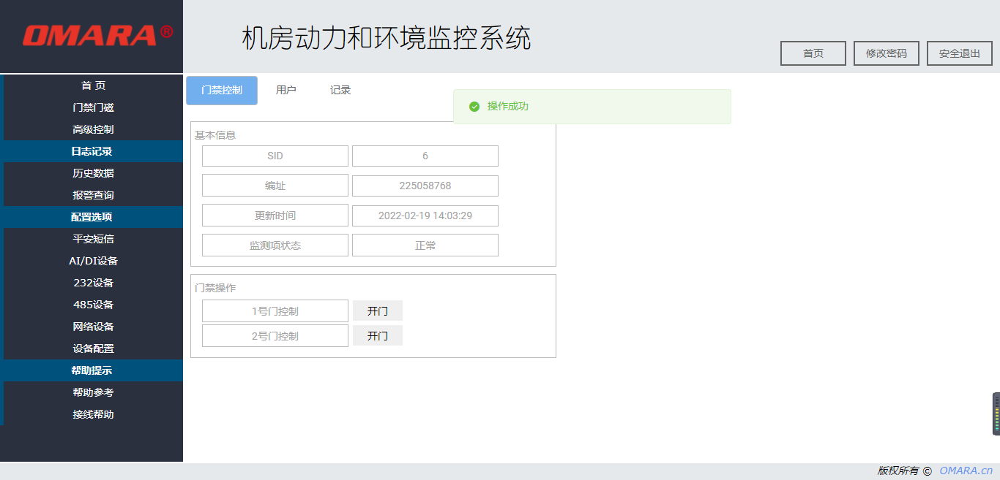 OMARA®
机房动力和环境监控系统
首页 修改密码 安全退出
首 页
门禁门磁
高级控制
日志记录
历史数据
报警查询
配置选项
平安短信
AI/DI设备
232设备
485设备
网络设备
设备配置
帮助提示
帮助参考
接线帮助
门禁控制 用户 记录
操作成功
基本信息
SID 6
编址 225058768
更新时间 2022-02-19 14:03:29
监测项状态 正常
门禁操作
1号门控制 开门
2号门控制 开门
版权所有 © OMARA.cn